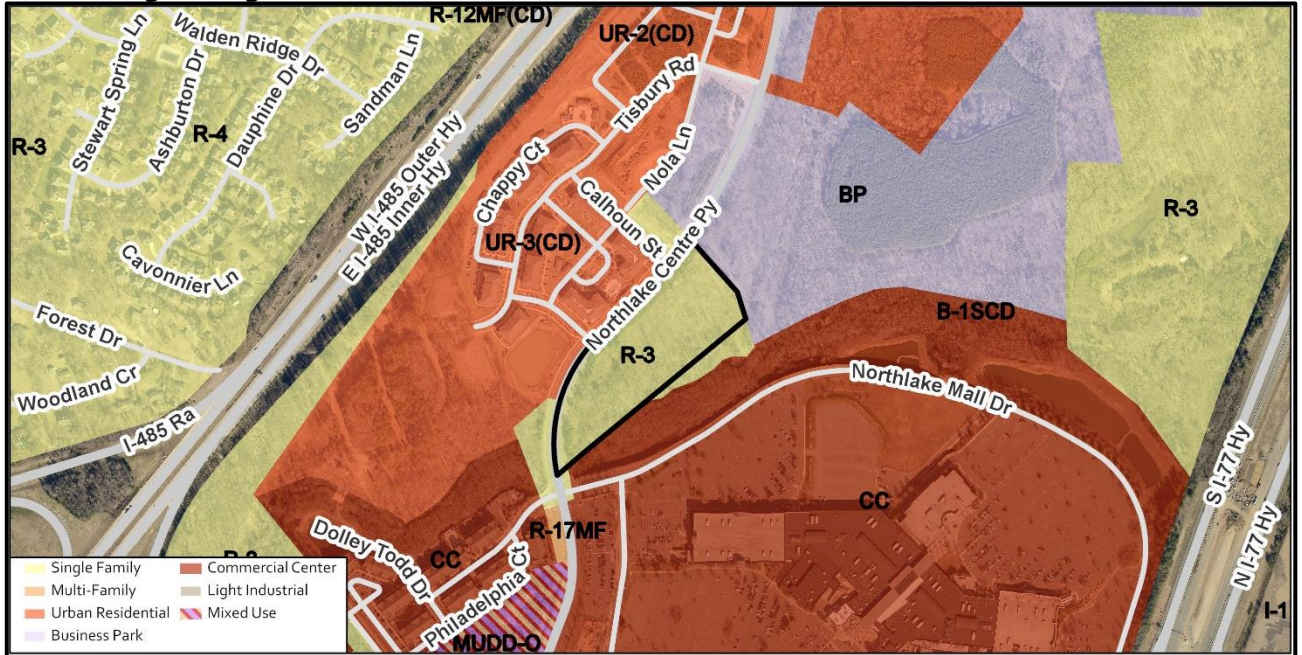 R-12MF(CD)
Walden Ridge Dr
Stewart Spring Ln
Ashburton Dr
Dauphine Dr
Sandman Ln
R-3
R-4
Cavonnier Ln
Forest Dr
Woodland Cr
I-485 Ra
W I-485 Outer Hy
E I-485 Inner Hy
UR-2(CD)
Tisbury Rd
Nola Ln
Chappy Ct
Calhoun St
UR-3(CD)
Northlake Centre Py
BP
R-3
B-1SCD
R-3
Northlake Mall Dr
S I-77 Hy
N I-77 Hy
CC
I-1
R-17MF
Dolley Todd Dr
CC
Philadelphia Ct
MUDD-O
Single Family
Multi-Family
Urban Residential
Business Park
Commercial Center
Light Industrial
Mixed Use